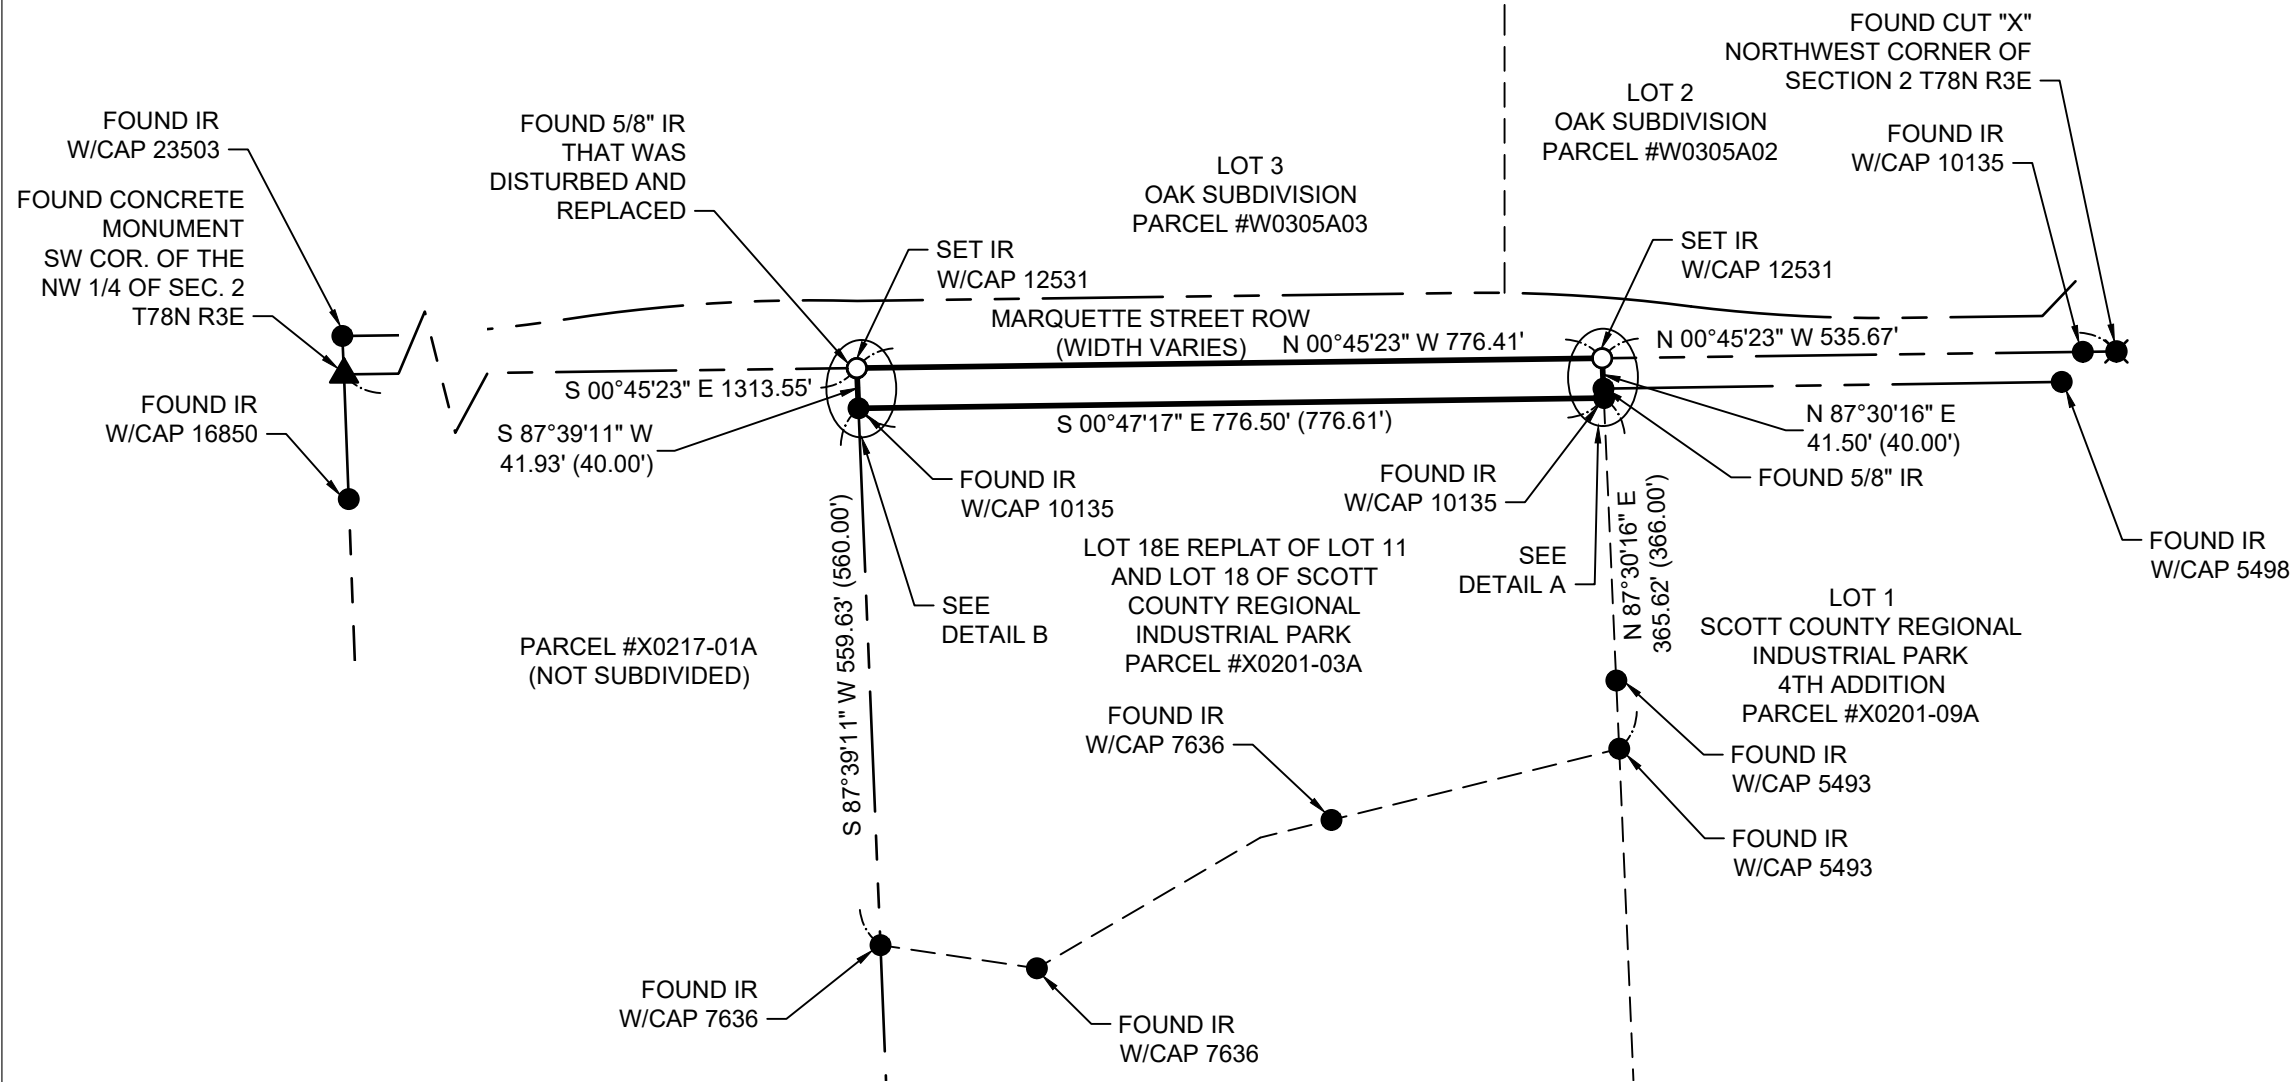 FOUND CUT "X"
NORTHWEST CORNER OF
SECTION 2 T78N R3E
LOT 2
OAK SUBDIVISION
PARCEL #W0305A02
FOUND IR
W/CAP 10135
FOUND IR
W/CAP 23503
FOUND 5/8" IR
THAT WAS
DISTURBED AND
REPLACED
LOT 3
OAK SUBDIVISION
PARCEL #W0305A03
FOUND CONCRETE
MONUMENT
SW COR. OF THE
NW 1/4 OF SEC. 2
T78N R3E
SET IR
W/CAP 12531
SET IR
W/CAP 12531
MARQUETTE STREET ROW
(WIDTH VARIES)
N 00°45'23" W 776.41'
N 00°45'23" W 535.67'
S 00°45'23" E 1313.55'
FOUND IR
W/CAP 16850
S 87°39'11" W
41.93' (40.00')
S 00°47'17" E 776.50' (776.61')
N 87°30'16" E
41.50' (40.00')
FOUND IR
W/CAP 10135
FOUND IR
W/CAP 10135
FOUND 5/8" IR
S 87°39'11" W 559.63' (560.00')
N 87°30'16" E
365.62' (366.00')
FOUND IR
W/CAP 5498
LOT 18E REPLAT OF LOT 11
AND LOT 18 OF SCOTT
COUNTY REGIONAL
INDUSTRIAL PARK
PARCEL #X0201-03A
SEE
DETAIL A
SEE
DETAIL B
LOT 1
SCOTT COUNTY REGIONAL
INDUSTRIAL PARK
4TH ADDITION
PARCEL #X0201-09A
PARCEL #X0217-01A
(NOT SUBDIVIDED)
FOUND IR
W/CAP 7636
FOUND IR
W/CAP 5493
FOUND IR
W/CAP 5493
FOUND IR
W/CAP 7636
FOUND IR
W/CAP 7636